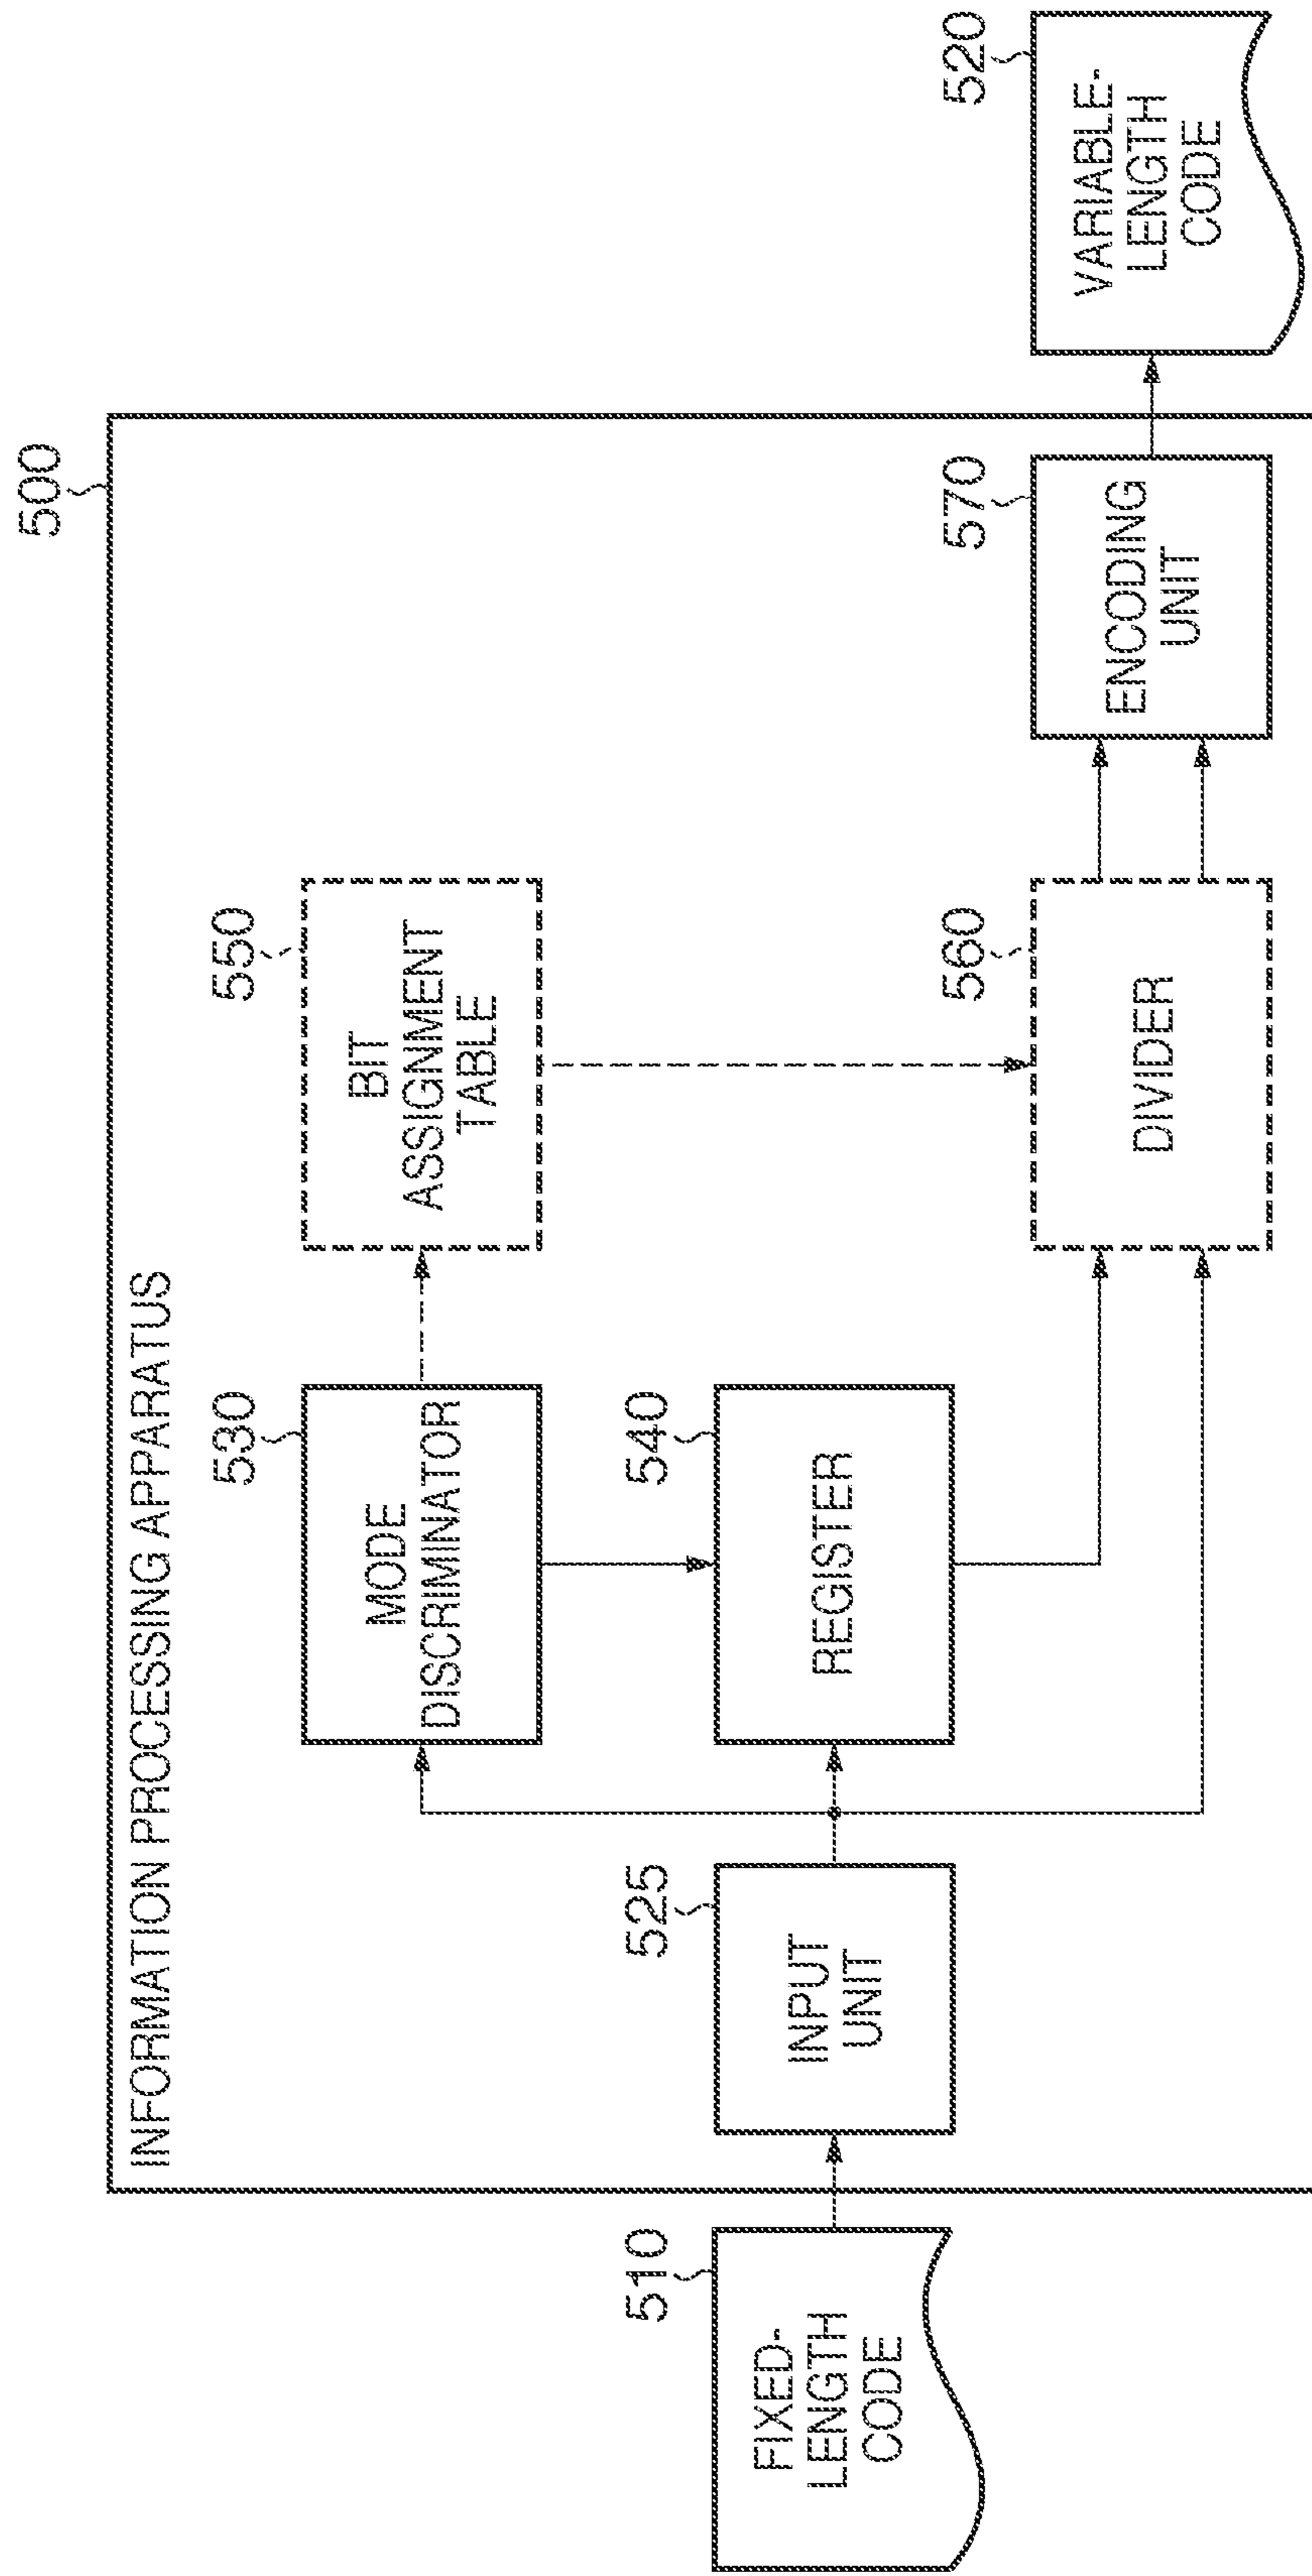 500
INFORMATION PROCESSING APPARATUS
510
FIXED-
LENGTH
CODE
525
INPUT
UNIT
530
MODE
DISCRIMINATOR
540
REGISTER
550
BIT
ASSIGNMENT
TABLE
560
DIVIDER
570
ENCODING
UNIT
520
VARIABLE-
LENGTH
CODE